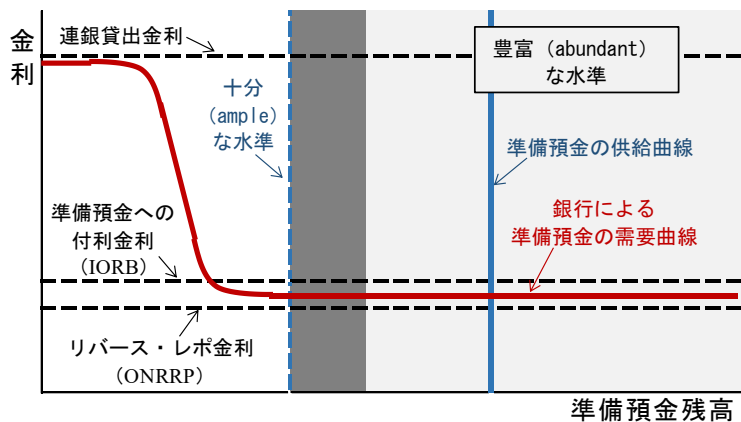 金
利
連銀貸出金利
豊富（abundant）
な水準
十分
（ample）
な水準
準備預金の供給曲線
準備預金への
付利金利
（IORB）
銀行による
準備預金の需要曲線
リバース・レポ金利
（ONRRP）
準備預金残高